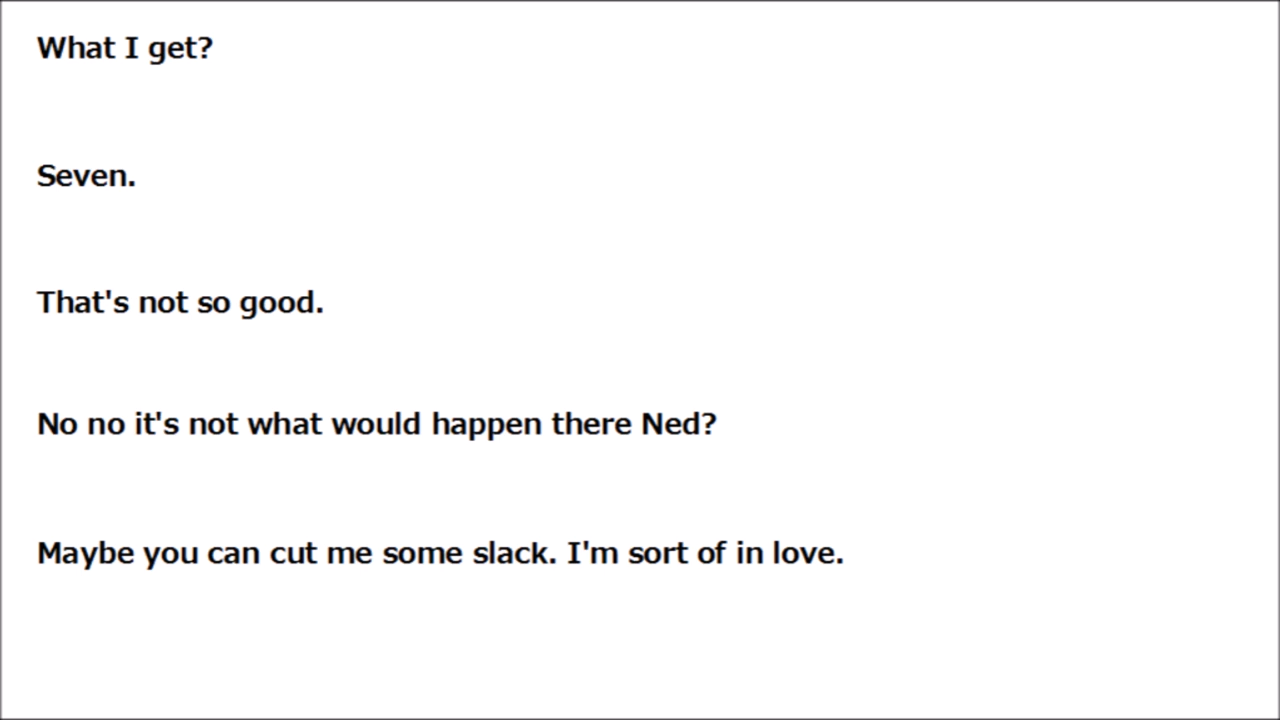 What I get?
Seven.
That's not so good.
No no it's not what would happen there Ned?
Maybe you can cut me some slack. I'm sort of in love.